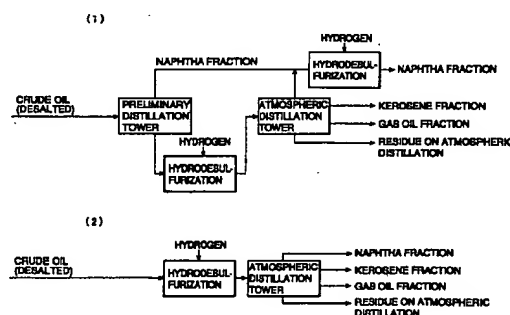 (1)
HYDROGEN
NAPHTHA FRACTION
HYDRODESUL-
FURIZATION
NAPHTHA FRACTION
CRUDE OIL
(DESALTED)
PRELIMINARY
DISTILLATION
TOWER
ATMOSPHERIC
DISTILLATION
TOWER
KEROSENE FRACTION
GAS OIL FRACTION
RESIDUE ON ATMOSPHERIC
DISTILLATION
HYDROGEN
HYDRODESUL-
FURIZATION
(2)
CRUDE OIL
(DESALTED)
HYDROGEN
HYDRODESUL-
FURIZATION
ATMOSPHERIC
DISTILLATION
TOWER
NAPHTHA FRACTION
KEROSENE FRACTION
GAS OIL FRACTION
RESIDUE ON ATMOSPHERIC
DISTILLATION